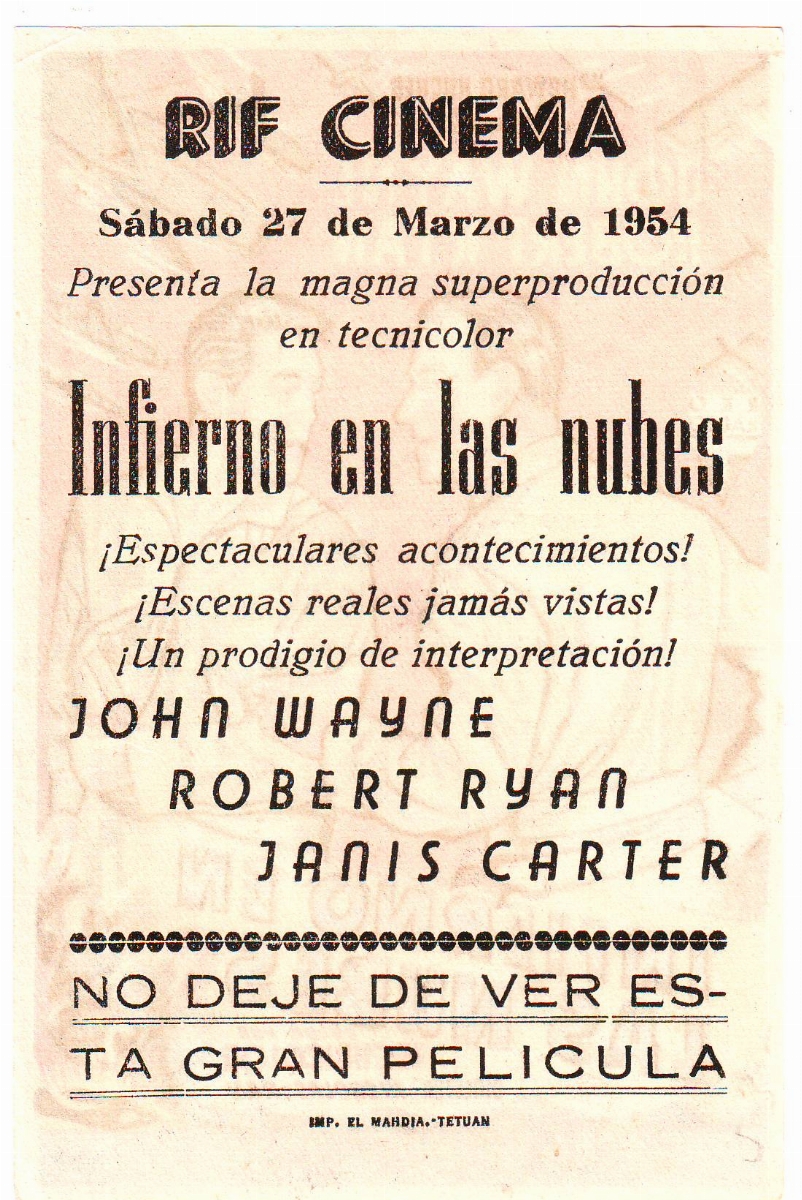 RIF CINEMA
Sábado 27 de Marzo de 1954
Presenta la magna superproducción
en tecnicolor
Infierno en las nubes
¡Espectaculares acontecimientos!
¡Escenas reales jamás vistas!
¡Un prodigio de interpretación!
JOHN WAYNE
ROBERT RYAN
JANIS CARTER
NO DEJE DE VER ES-
TA GRAN PELICULA
IMP. EL MAHDIA.-TETUAN